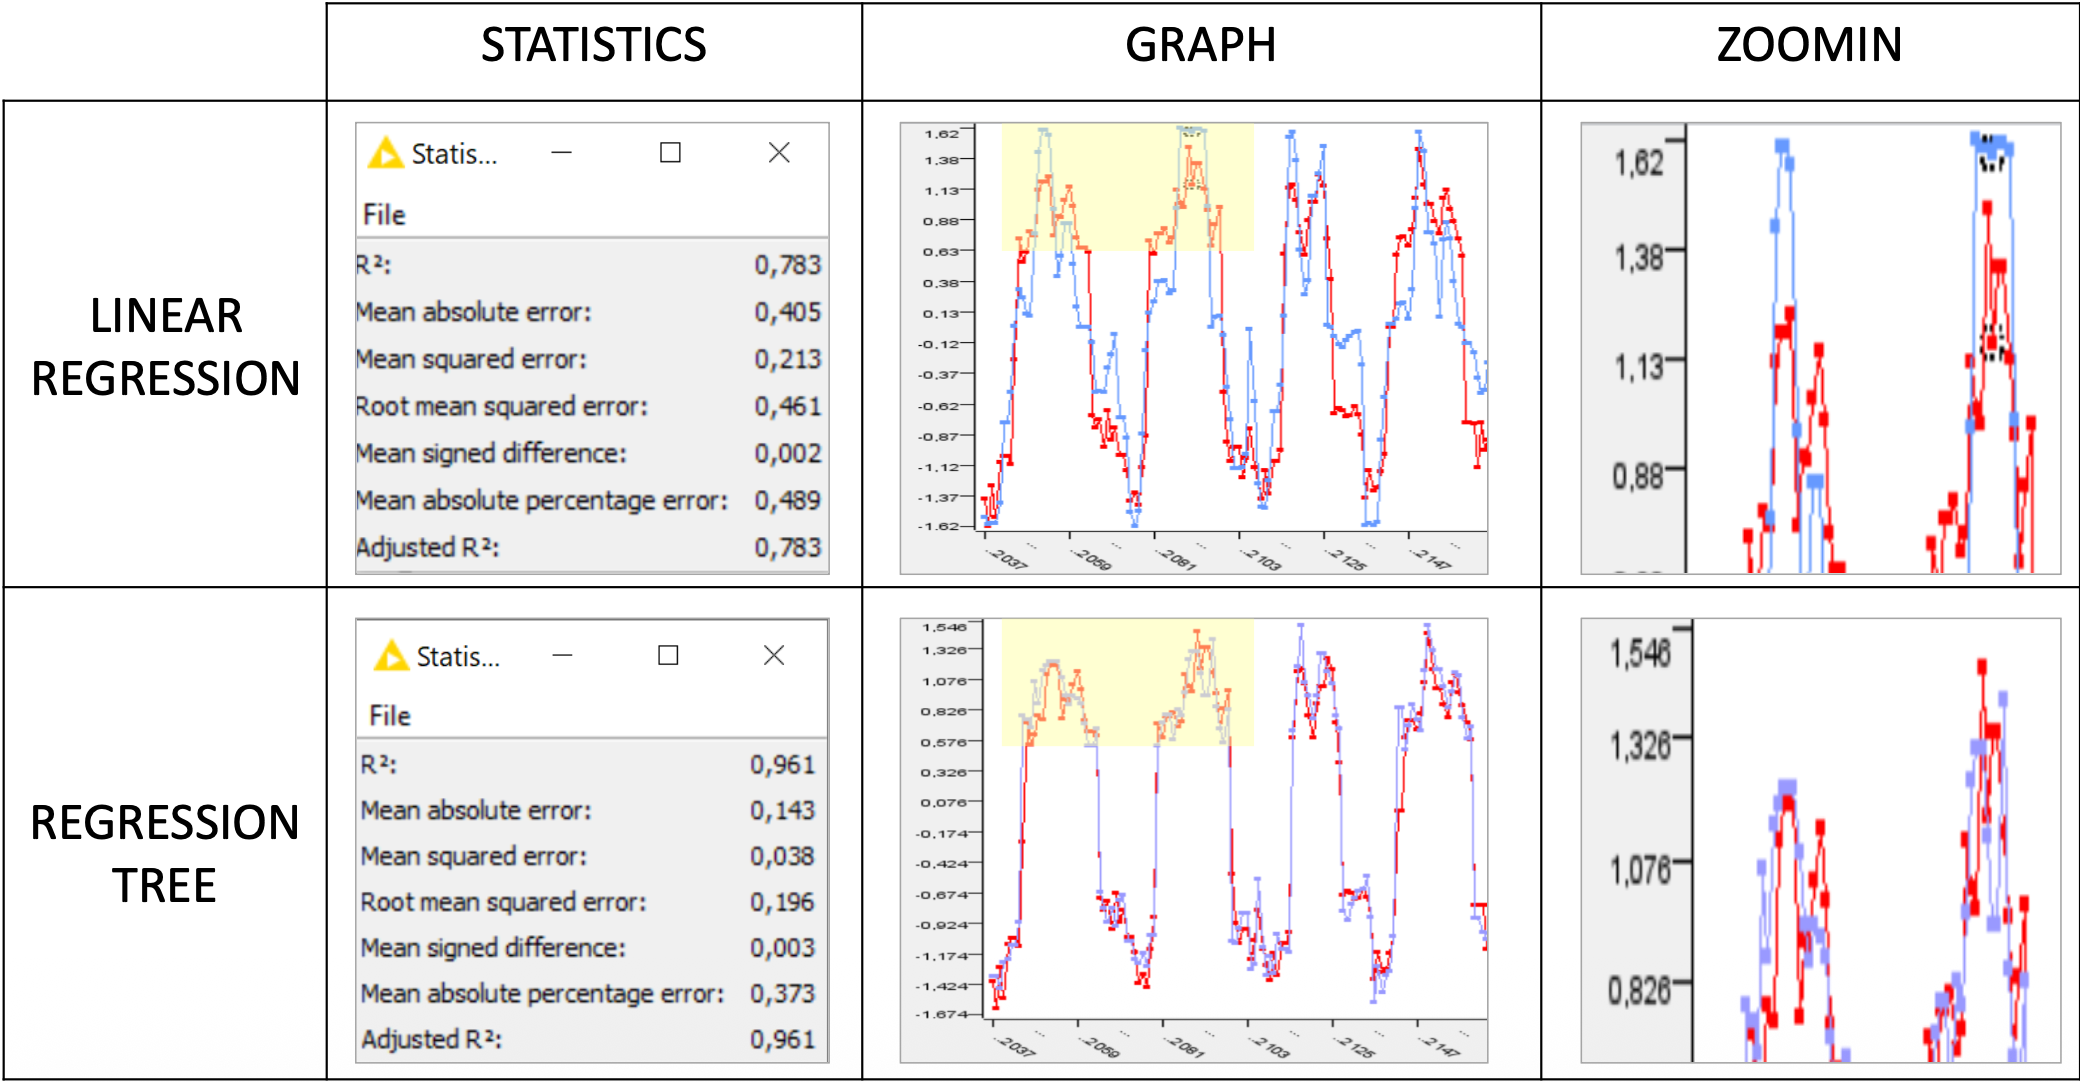 STATISTICS
GRAPH
ZOOMIN
LINEAR
REGRESSION
Statis...
File
R²:
0,783
Mean absolute error:
0,405
Mean squared error:
0,213
Root mean squared error:
0,461
Mean signed difference:
0,002
Mean absolute percentage error:
0,489
Adjusted R²:
0,783
1,62
1,38
1,13
0,88
0,63
0,38
0,13
-0,12
-0,37
-0,62
-0,87
-1,12
-1,37
-1,62
..2037
...
..2059
...
..2081
...
..2103
...
..2125
...
..2147
...
1,62
1,38
1,13
0,88
REGRESSION
TREE
Statis...
File
R²:
0,961
Mean absolute error:
0,143
Mean squared error:
0,038
Root mean squared error:
0,196
Mean signed difference:
0,003
Mean absolute percentage error:
0,373
Adjusted R²:
0,961
1,546
1,326
1,076
0,826
0,576
0,326
0,076
-0,174
-0,424
-0,674
-0,924
-1,174
-1,424
-1,674
..2037
...
..2059
...
..2081
...
..2103
...
..2125
...
..2147
...
1,546
1,326
1,076
0,826